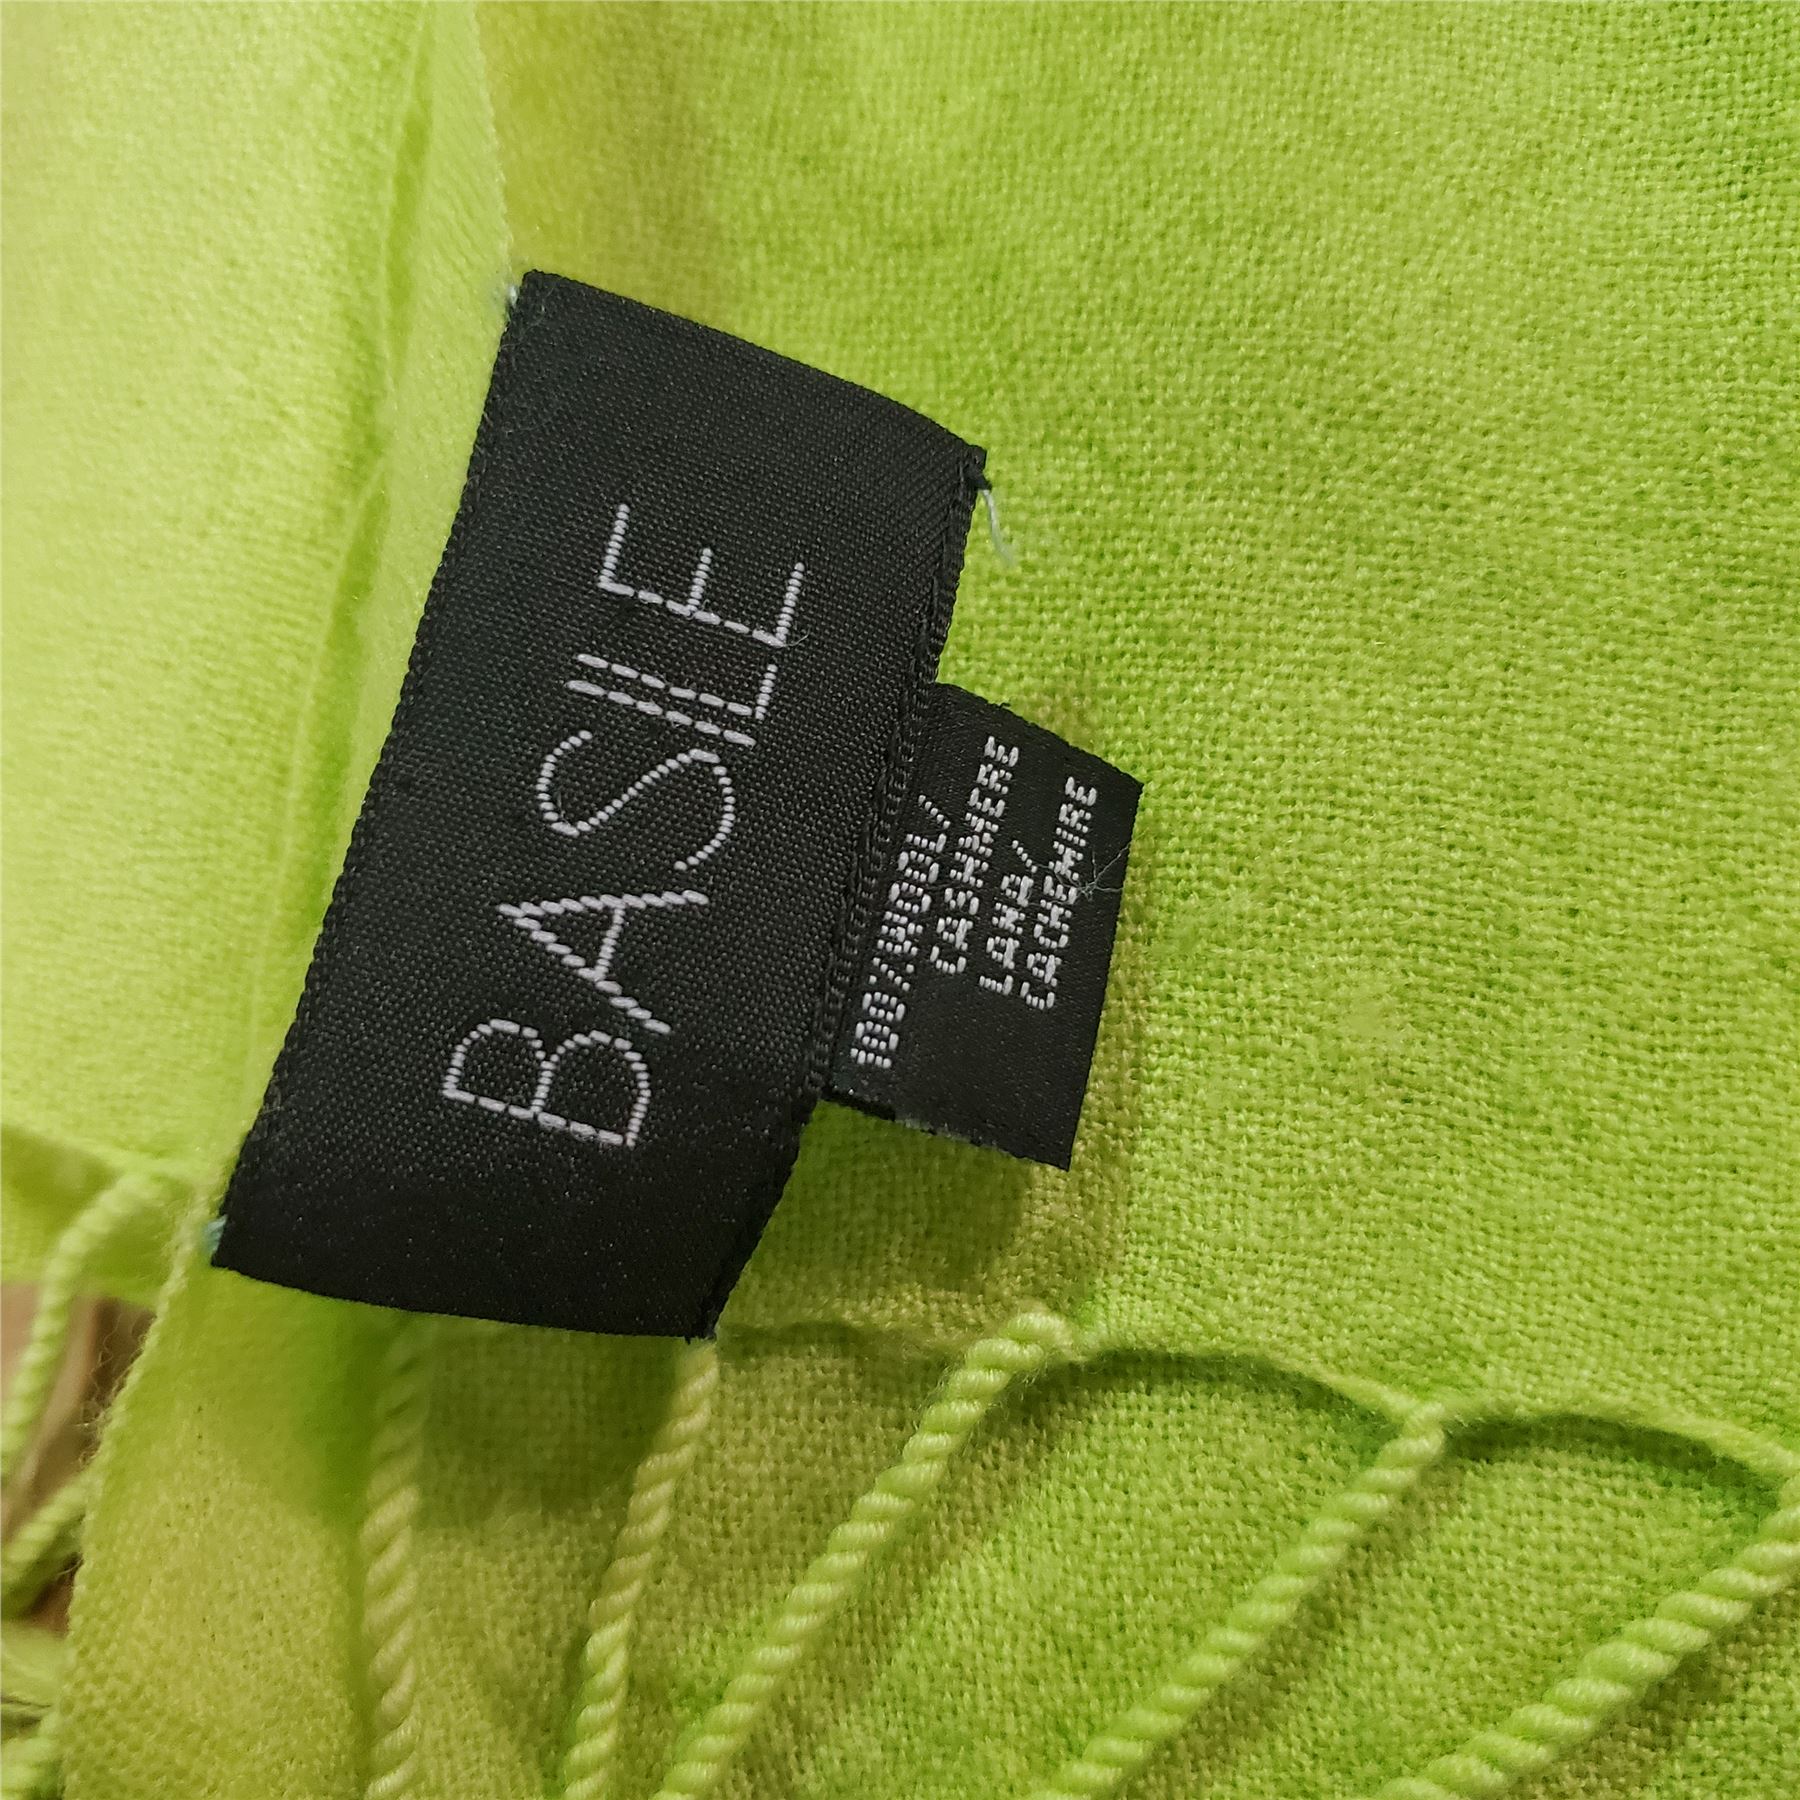 BASILE
100%WOOL/
CASHMERE
LANA/
CACHEMIRE